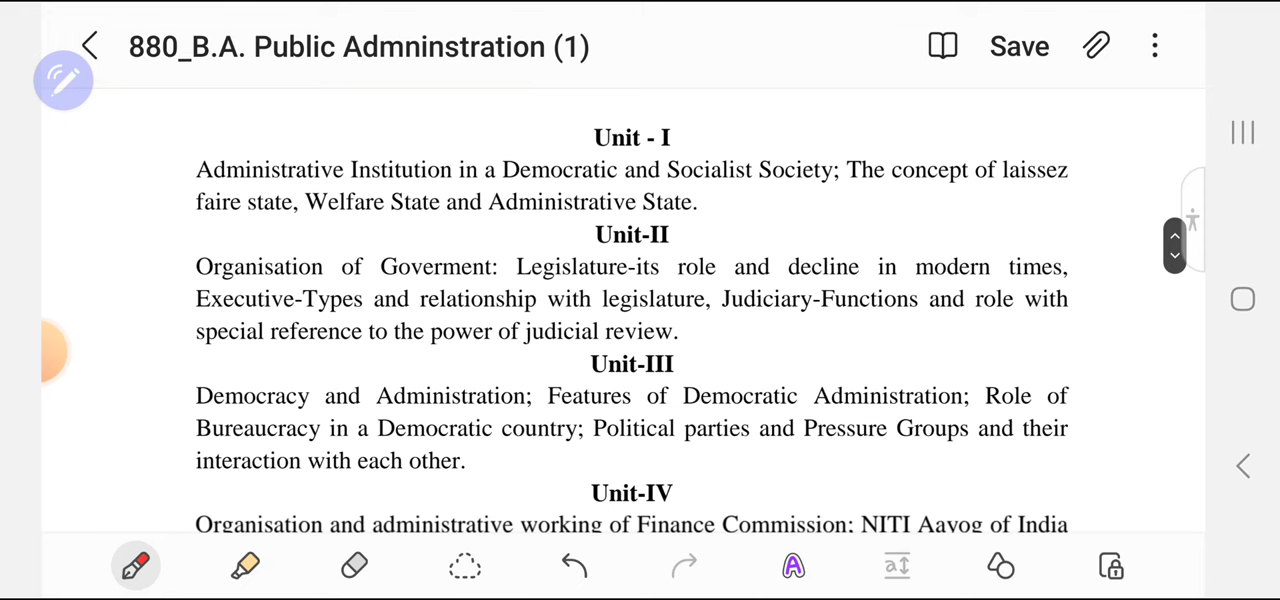 880_B.A. Public Admninstration (1)
Save
Unit - I
Administrative Institution in a Democratic and Socialist Society; The concept of laissez
faire state, Welfare State and Administrative State.
Unit-II
Organisation of Goverment: Legislature-its role and decline in modern times,
Executive-Types and relationship with legislature, Judiciary-Functions and role with
special reference to the power of judicial review.
Unit-III
Democracy and Administration; Features of Democratic Administration; Role of
Bureaucracy in a Democratic country; Political parties and Pressure Groups and their
interaction with each other.
Unit-IV
Organisation and administrative working of Finance Commission; NITI Aayog of India